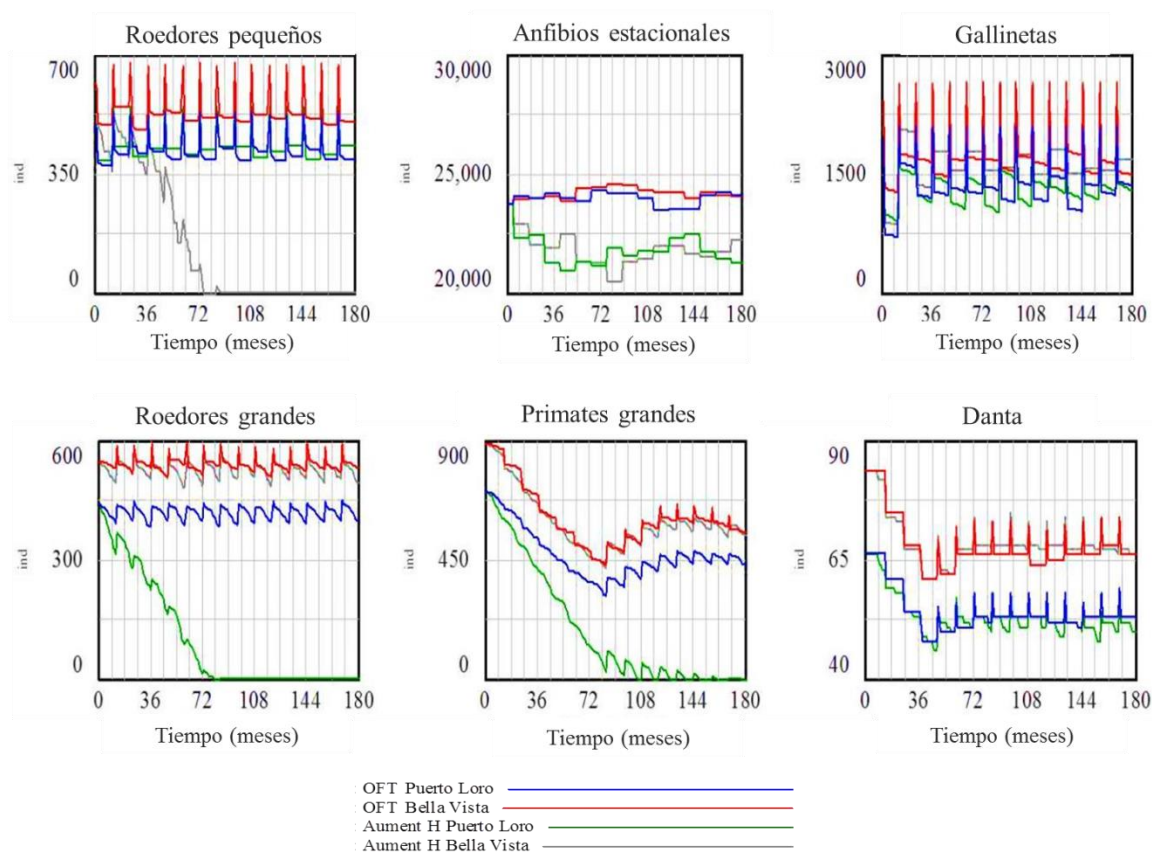 Roedores pequeños
700
350
0
ind
0 36 72 108 144 180
Tiempo (meses)
Anfibios estacionales
30,000
25,000
20,000
ind
0 36 72 108 144 180
Tiempo (meses)
Gallinetas
3000
1500
0
ind
0 36 72 108 144 180
Tiempo (meses)
Roedores grandes
600
300
0
ind
0 36 72 108 144 180
Tiempo (meses)
Primates grandes
900
450
0
ind
0 36 72 108 144 180
Tiempo (meses)
Danta
90
65
40
ind
0 36 72 108 144 180
Tiempo (meses)
OFT Puerto Loro
OFT Bella Vista
Aument H Puerto Loro
Aument H Bella Vista